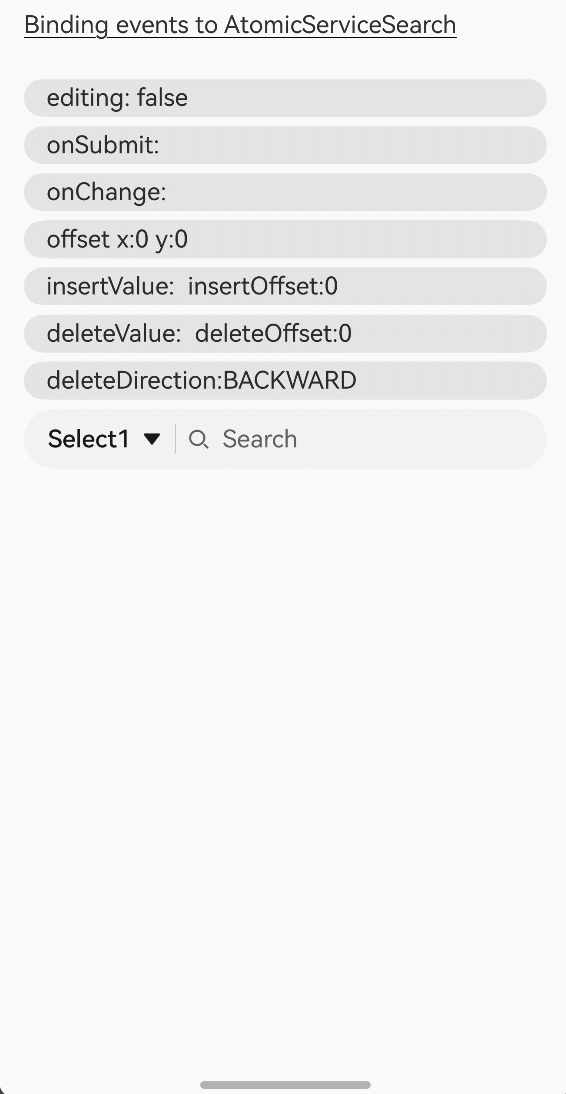 Binding events to AtomicServiceSearch
editing: false
onSubmit:
onChange:
offset x:0 y:0
insertValue:  insertOffset:0
deleteValue:  deleteOffset:0
deleteDirection:BACKWARD
Select1 Search